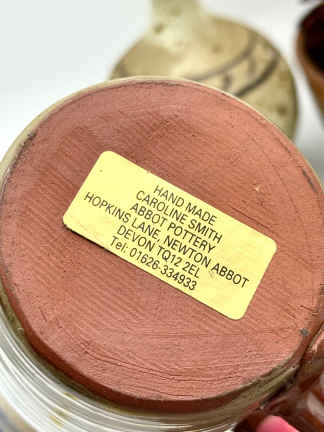 HAND MADE
CAROLINE SMITH
ABBOT POTTERY
HOPKINS LANE, NEWTON ABBOT
DEVON TQ12 2EL
Tel: 01626-334933